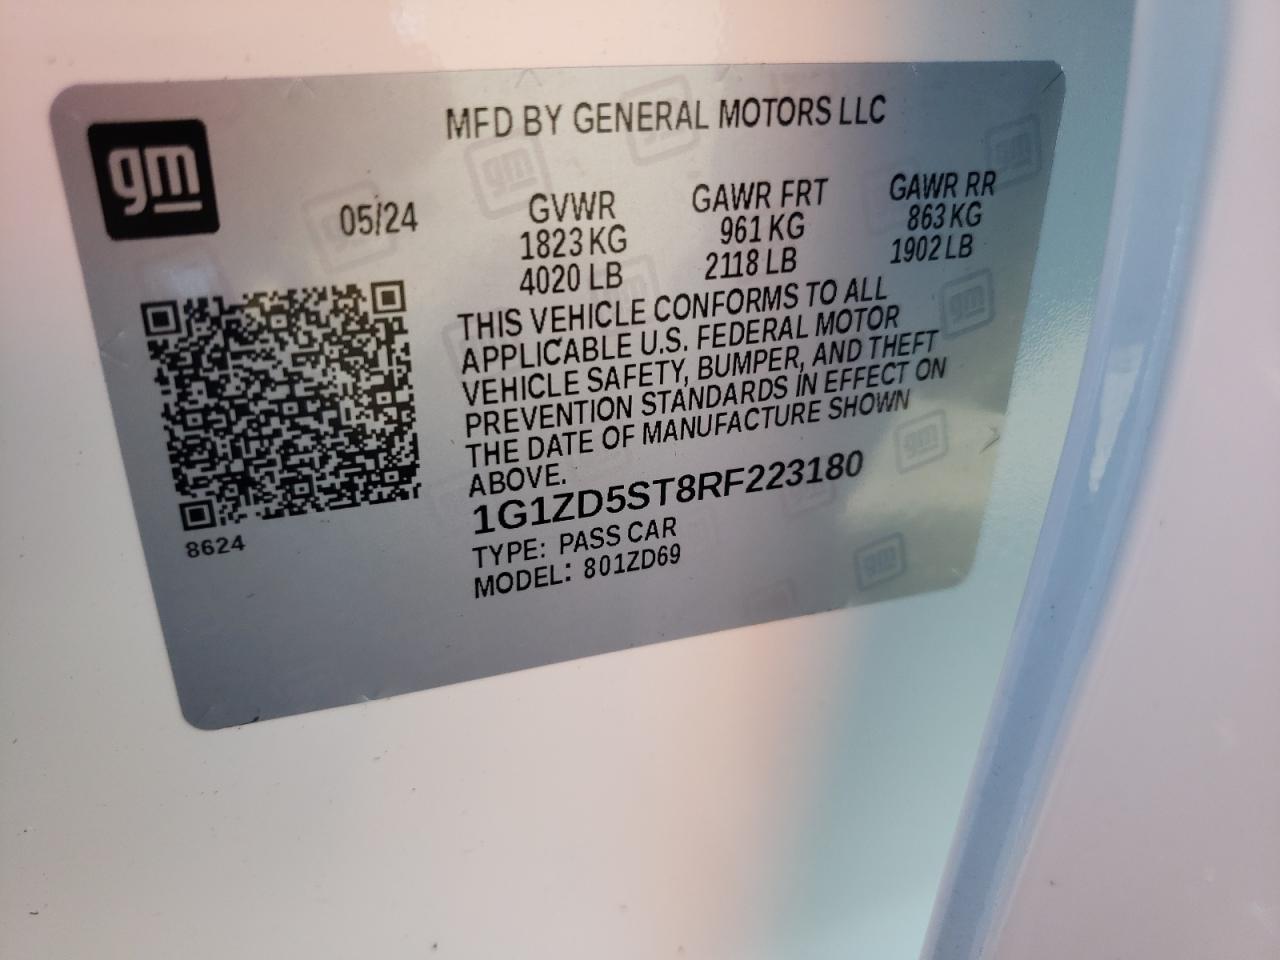 gm
MFD BY GENERAL MOTORS LLC
05/24
GVWR
1823 KG
4020 LB
GAWR FRT
961 KG
2118 LB
GAWR RR
863 KG
1902 LB
THIS VEHICLE CONFORMS TO ALL
APPLICABLE U.S. FEDERAL MOTOR
VEHICLE SAFETY, BUMPER, AND THEFT
PREVENTION STANDARDS IN EFFECT ON
THE DATE OF MANUFACTURE SHOWN
ABOVE.
1G1ZD5ST8RF223180
TYPE: PASS CAR
MODEL: 801ZD69
8624